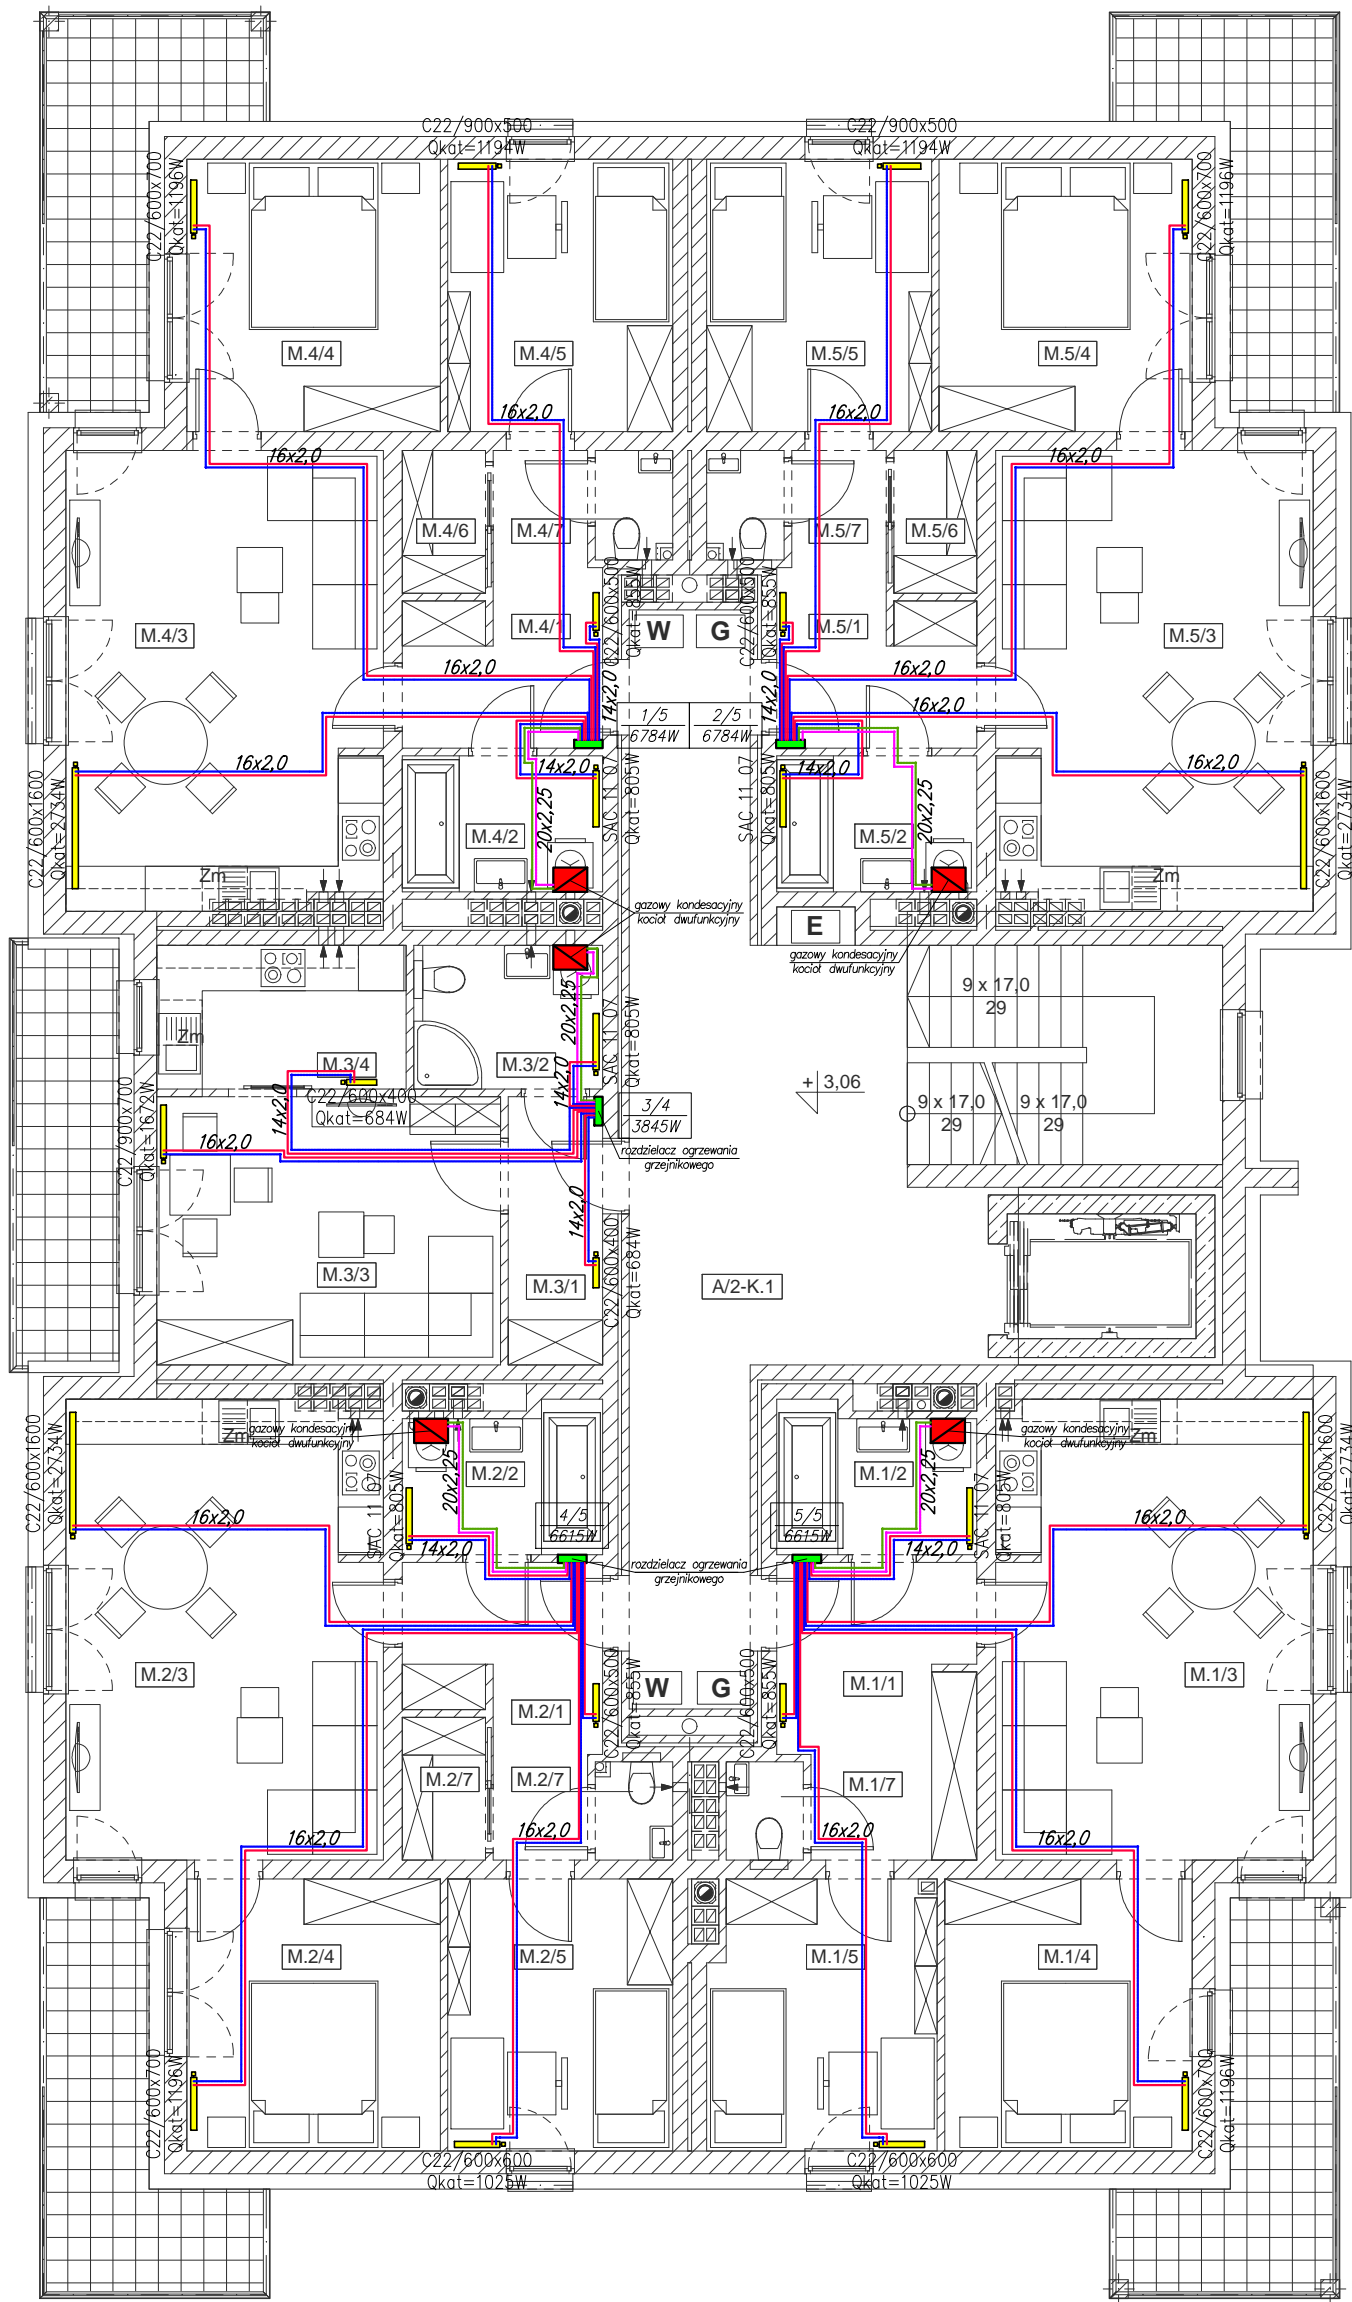 C22/900x500
Qkat=1194W
C22/900x500
Qkat=1194W
C22/600x700
Qkat=1196W
C22/600x700
Qkat=1196W
M.4/4
M.4/5
M.5/5
M.5/4
16x2,0
16x2,0
16x2,0
16x2,0
M.4/6
M.4/7
M.5/7
M.5/6
C22/600x500
Qkat=855W
C22/600x500
Qkat=855W
M.4/3
M.4/1
W
G
M.5/1
M.5/3
16x2,0
14x2,0
14x2,0
16x2,0
16x2,0
1/5
6784W
2/5
6784W
16x2,0
14x2,0
14x2,0
16x2,0
C22/600x1600
Qkat=2734W
20x2,25
SAC 11 07
Qkat=805W
SAC 11 07
Qkat=805W
20x2,25
C22/600x1600
Qkat=2734W
M.4/2
M.5/2
Zm
Zm
gazowy kondesacyjny
kocioł dwufunkcyjny
E
gazowy kondesacyjny
kocioł dwufunkcyjny
9 x 17,0
29
20x2,25
SAC 11 07
Qkat=805W
Zm
M.3/4
M.3/2
14x2,0
+ 3,06
9 x 17,0
29
9 x 17,0
29
C22/600x400
Qkat=684W
3/4
3845W
C22/900x700
Qkat=1672W
16x2,0
14x2,0
rozdzielacz ogrzewania
grzejnikowego
14x2,0
C22/600x400
Qkat=684W
M.3/3
M.3/1
A/2-K.1
C22/600x1600
Qkat=2734W
Zm
gazowy kondesacyjny
kocioł dwufunkcyjny
gazowy kondesacyjny
kocioł dwufunkcyjny
Zm
C22/600x1600
Qkat=2734W
M.2/2
M.1/2
20x2,25
20x2,25
SAC 11 07
Qkat=805W
SAC 11 07
Qkat=805W
4/5
6615W
5/5
6615W
16x2,0
14x2,0
14x2,0
16x2,0
rozdzielacz ogrzewania
grzejnikowego
M.2/3
M.1/3
M.2/1
C22/600x500
Qkat=855W
W
G
C22/600x500
Qkat=855W
M.1/1
M.2/7
M.2/7
M.1/7
16x2,0
16x2,0
16x2,0
16x2,0
M.2/4
M.2/5
M.1/5
M.1/4
C22/600x700
Qkat=1196W
C22/600x700
Qkat=1196W
C22/600x600
Qkat=1025W
C22/600x600
Qkat=1025W